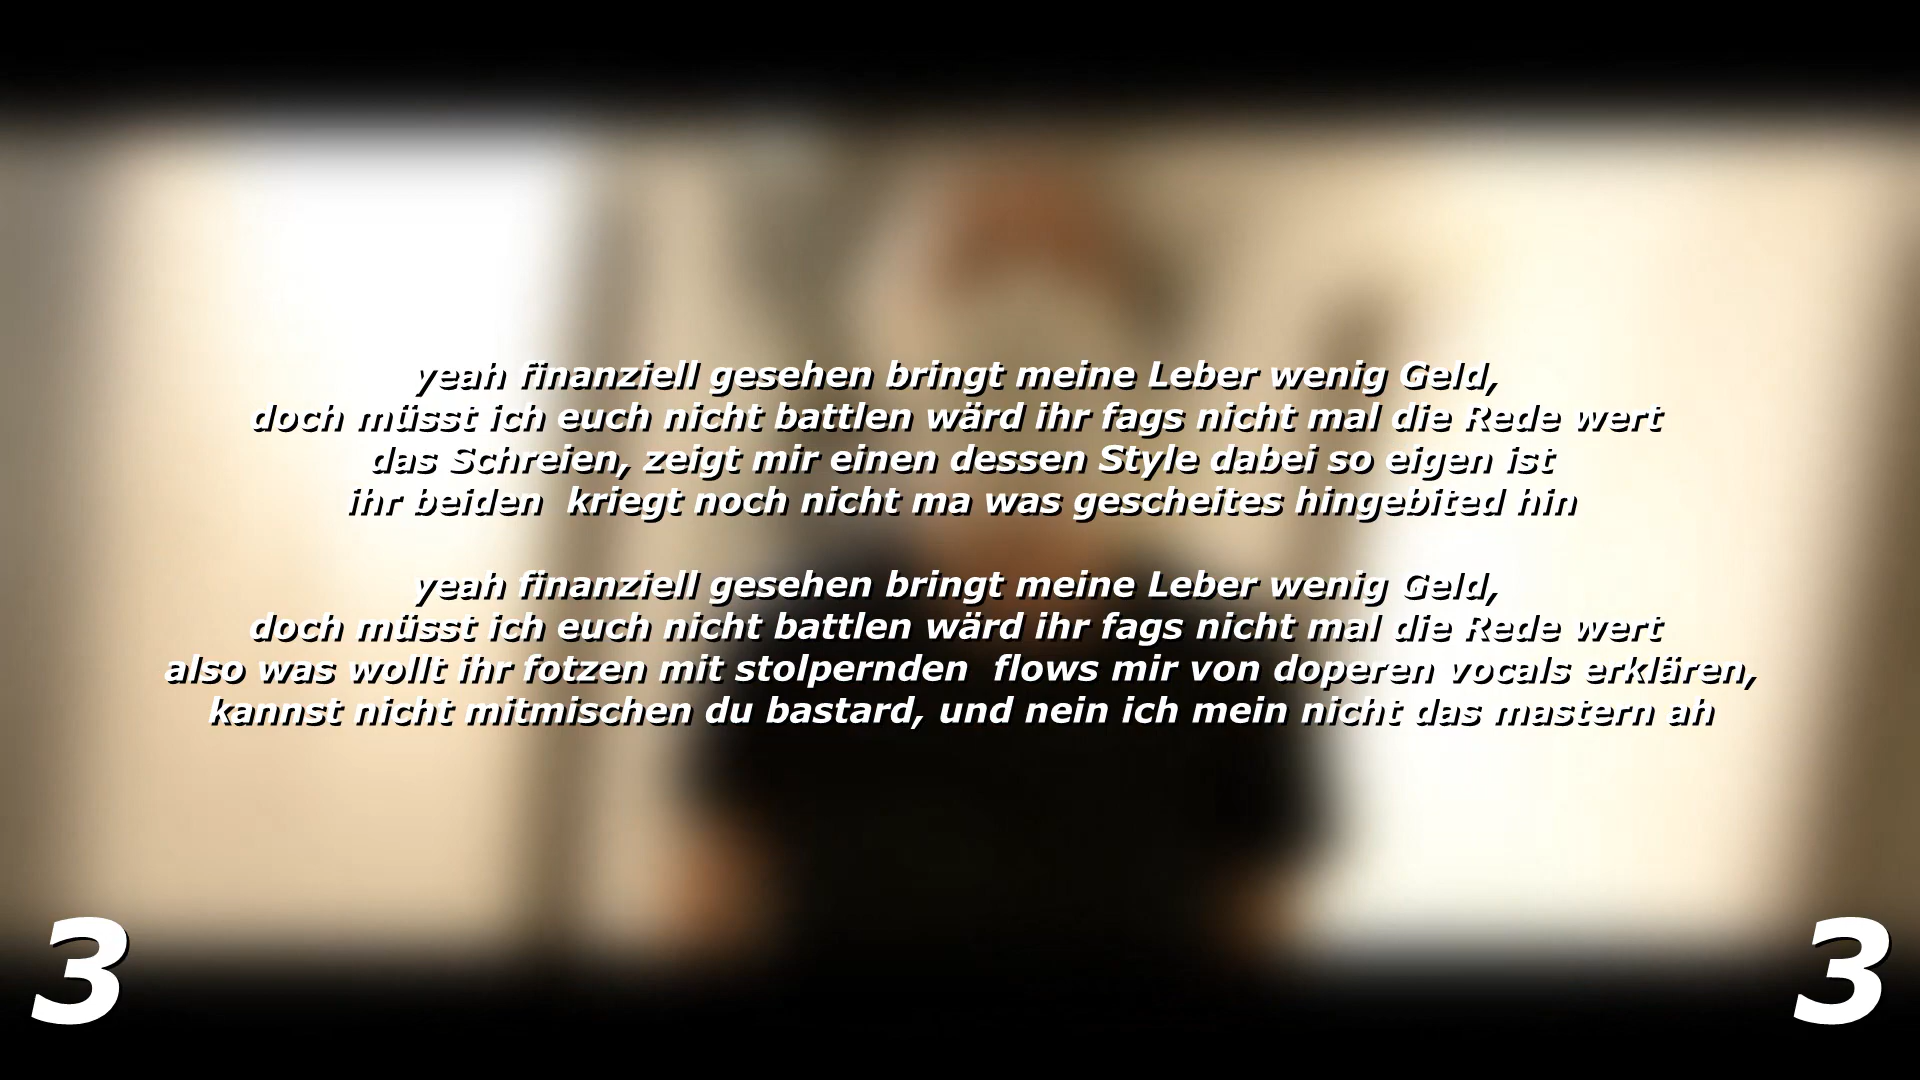 yeah finanziell gesehen bringt meine Leber wenig Geld,
doch müsst ich euch nicht battlen wärd ihr fags nicht mal die Rede wert
das Schreien, zeigt mir einen dessen Style dabei so eigen ist
ihr beiden  kriegt noch nicht ma was gescheites hingebited hin

yeah finanziell gesehen bringt meine Leber wenig Geld,
doch müsst ich euch nicht battlen wärd ihr fags nicht mal die Rede wert
also was wollt ihr fotzen mit stolpernden  flows mir von doperen vocals erklären,
kannst nicht mitmischen du bastard, und nein ich mein nicht das mastern ah
3
3